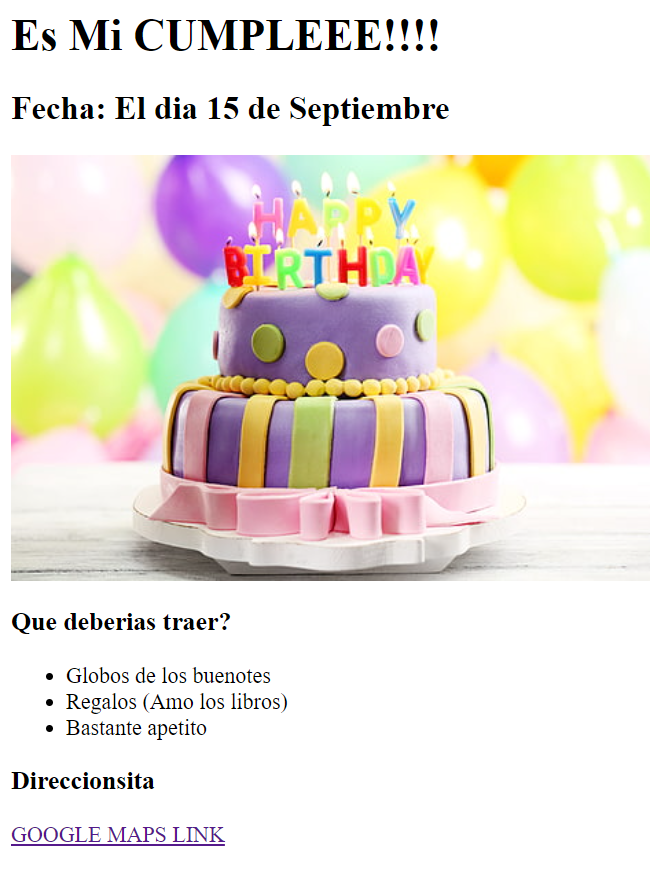 Es Mi CUMPLEEE!!!!
Fecha: El dia 15 de Septiembre
HAPPY
BIRTHDAY
Que deberias traer?
Globos de los buenotes
Regalos (Amo los libros)
Bastante apetito
Direccionsita
GOOGLE MAPS LINK